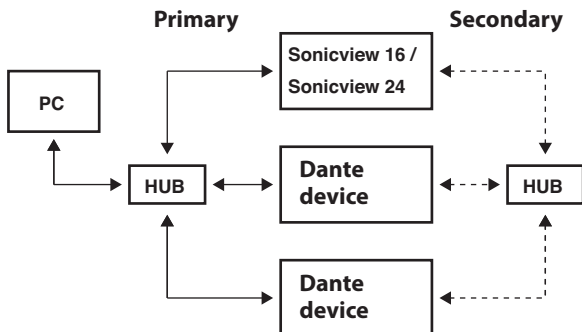 Primary
Secondary
Sonicview 16 /
Sonicview 24
PC
HUB
Dante
device
HUB
Dante
device